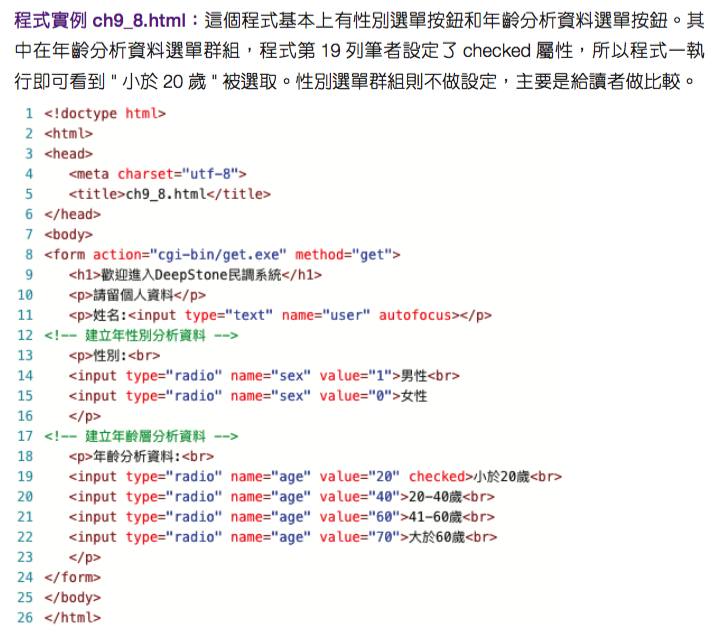 程式實例 ch9_8.html：這個程式基本上有性別選單按鈕和年齡分析資料選單按鈕。其
中在年齡分析資料選單群組，程式第 19 列筆者設定了 checked 屬性，所以程式一執
行即可看到 " 小於 20 歲 " 被選取。性別選單群組則不做設定，主要是給讀者做比較。
1 <!doctype html>
2 <html>
3 <head>
4 <meta charset="utf-8">
5 <title>ch9_8.html</title>
6 </head>
7 <body>
8 <form action="cgi-bin/get.exe" method="get">
9 <h1>歡迎進入DeepStone民調系統</h1>
10 <p>請留個人資料</p>
11 <p>姓名:<input type="text" name="user" autofocus></p>
12 <!-- 建立年性別分析資料 -->
13 <p>性別:<br>
14 <input type="radio" name="sex" value="1">男性<br>
15 <input type="radio" name="sex" value="0">女性
16 </p>
17 <!-- 建立年齡層分析資料 -->
18 <p>年齡分析資料:<br>
19 <input type="radio" name="age" value="20" checked>小於20歲<br>
20 <input type="radio" name="age" value="40">20-40歲<br>
21 <input type="radio" name="age" value="60">41-60歲<br>
22 <input type="radio" name="age" value="70">大於60歲<br>
23 </p>
24 </form>
25 </body>
26 </html>